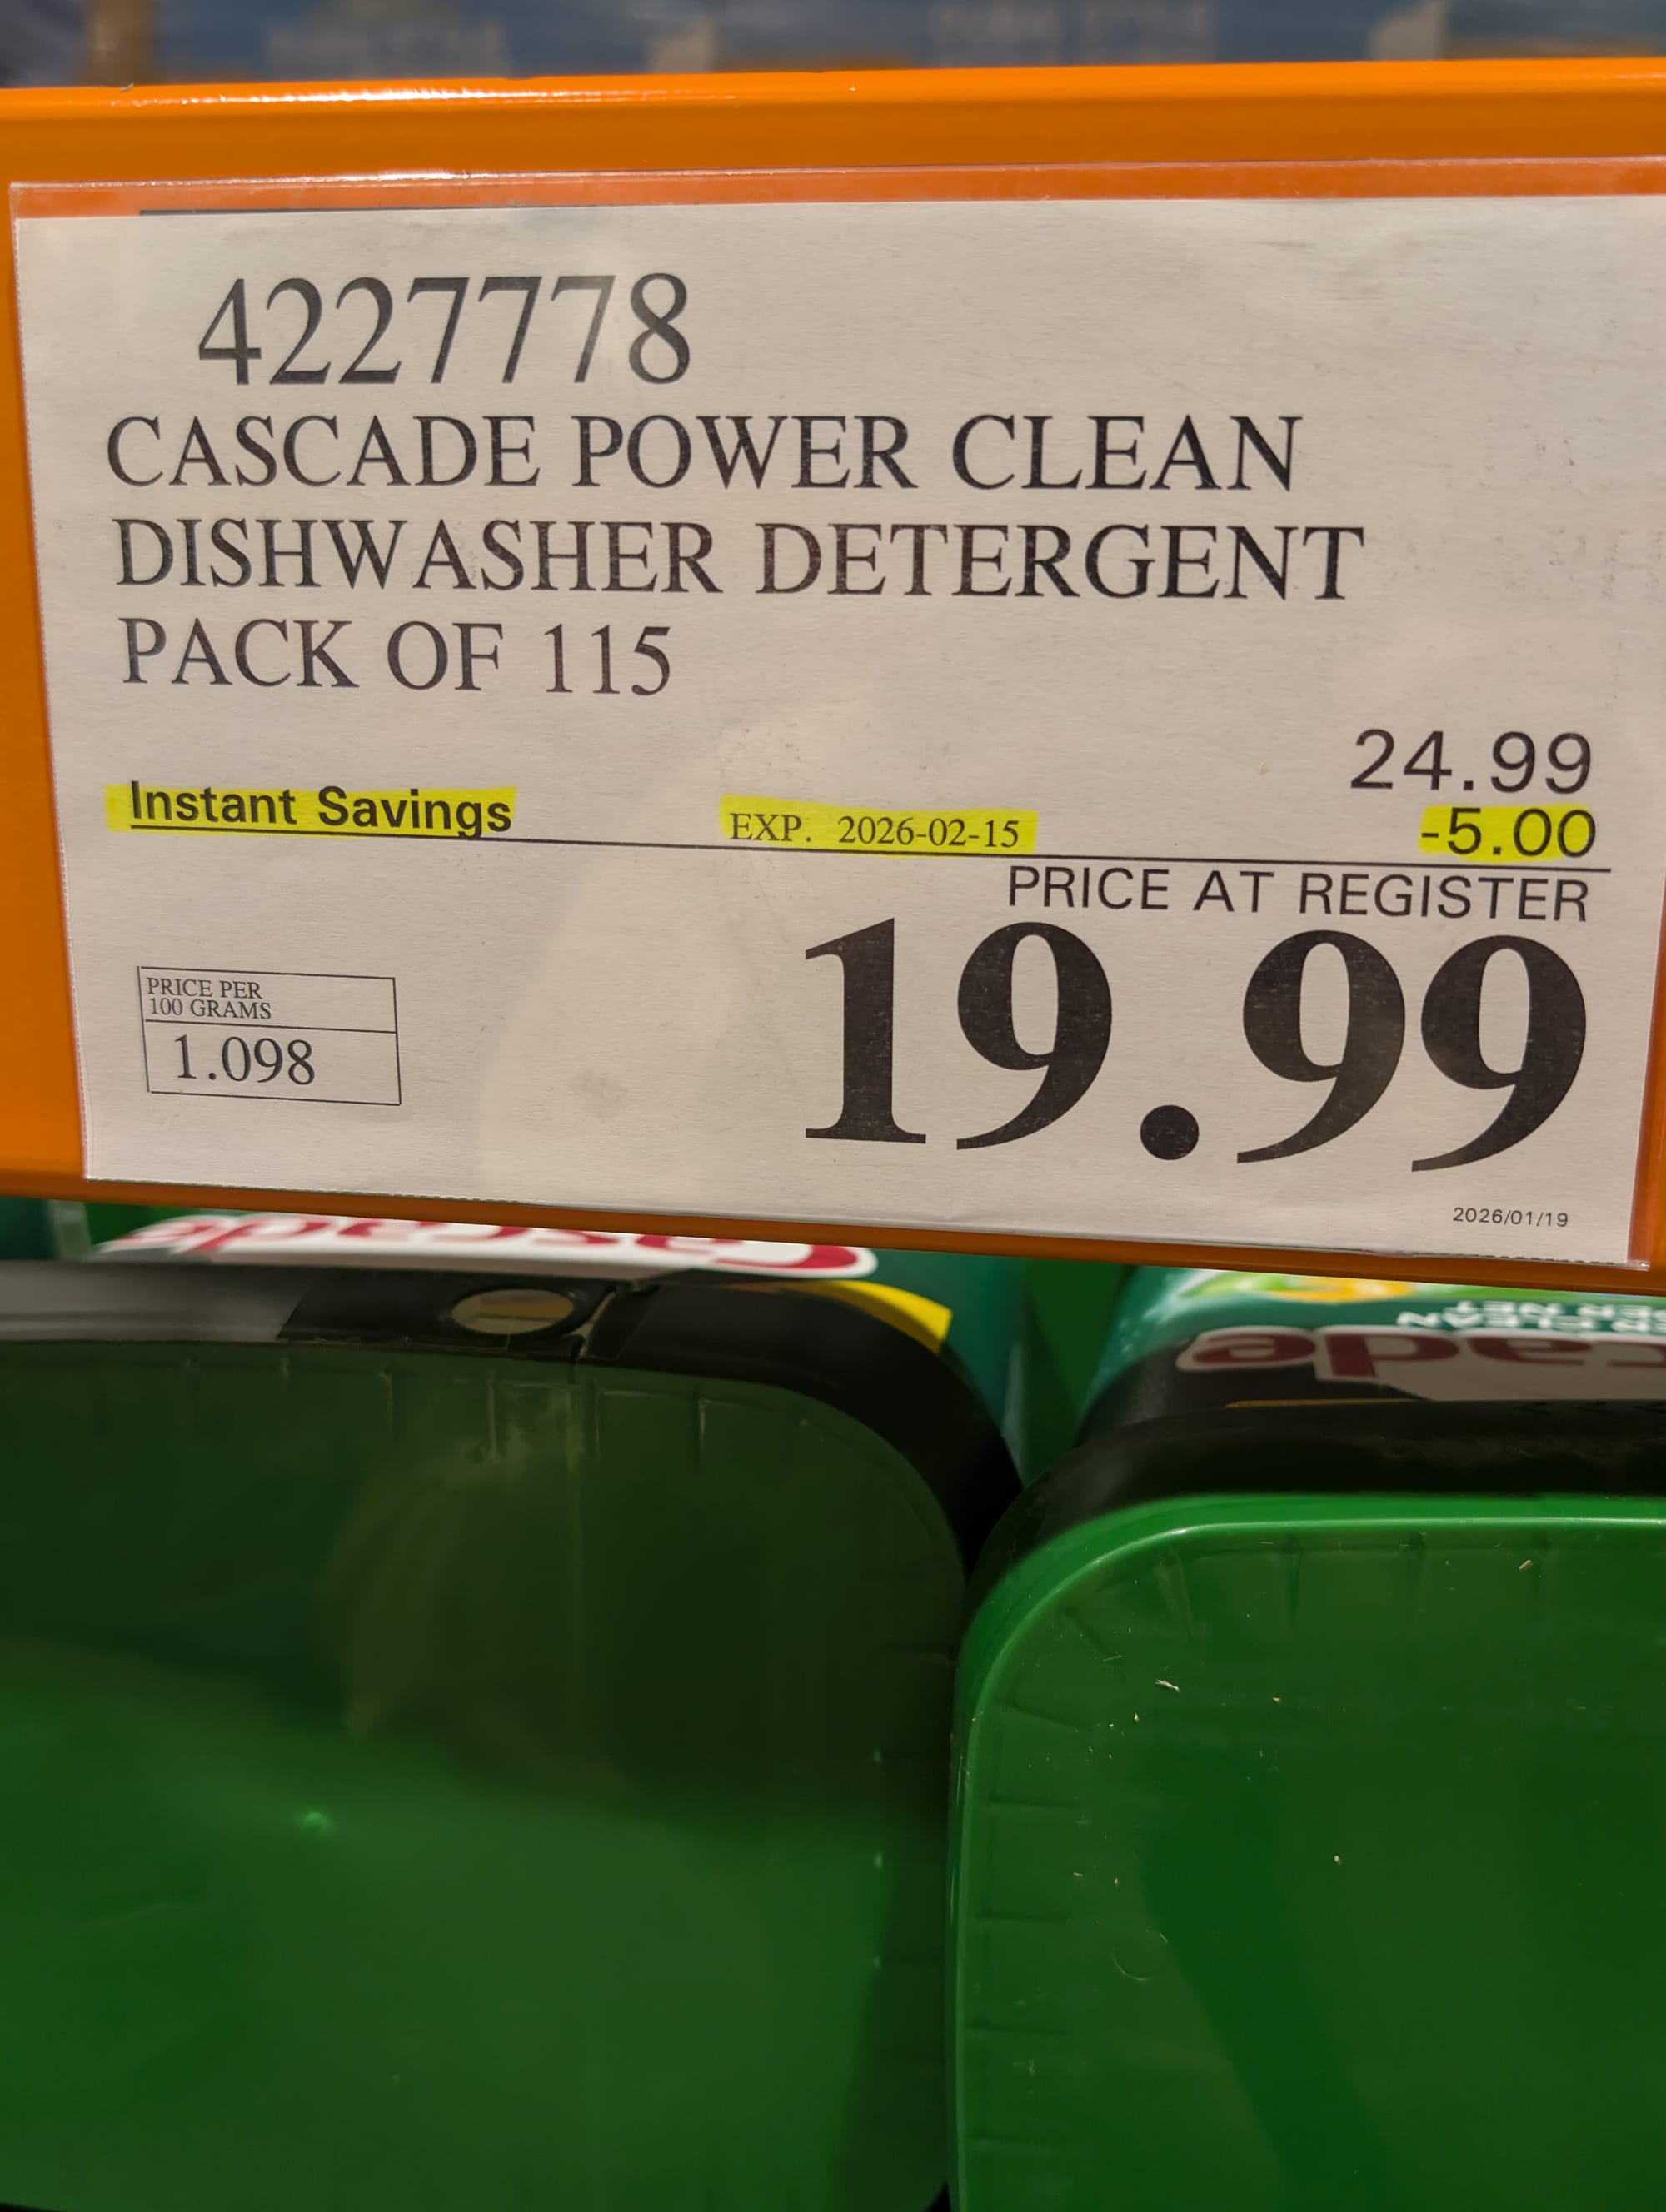 4227778
CASCADE POWER CLEAN
DISHWASHER DETERGENT
PACK OF 115
24.99
Instant Savings EXP. 2026-02-15 -5.00
PRICE AT REGISTER
19.99
PRICE PER
100 GRAMS
1.098
2026/01/19
Cascade